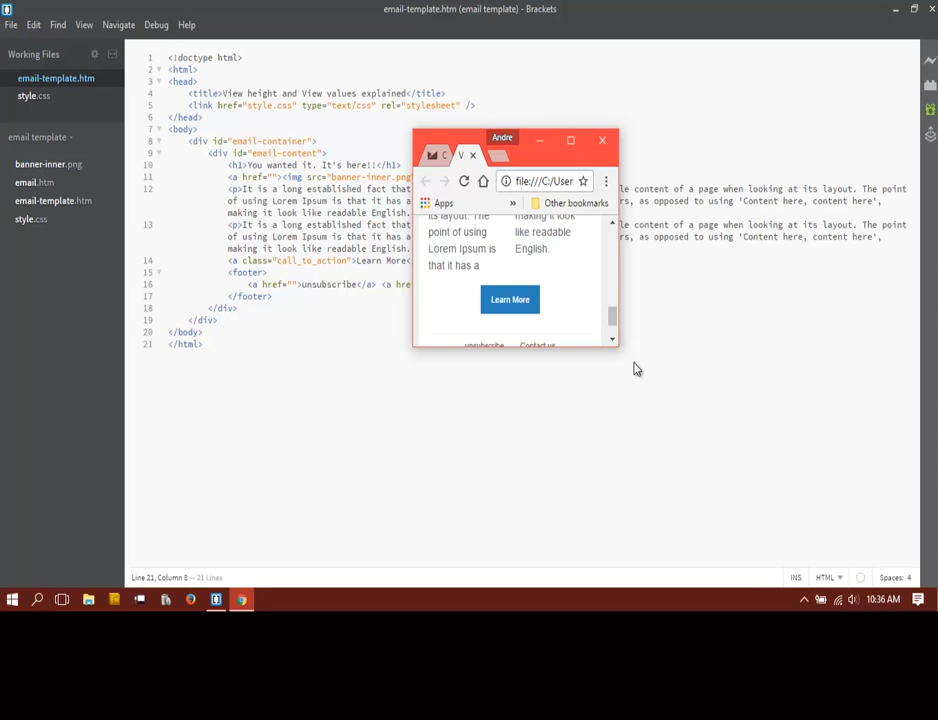 email-template.htm (email template) - Brackets
File Edit Find View Navigate Debug Help
Working Files
email-template.htm
style.css
email template
banner-inner.png
email.htm
email-template.htm
style.css
1 <!doctype html>
2 <html>
3 <head>
4 <title>View height and View values explained</title>
5 <link href="style.css" type="text/css" rel="stylesheet" />
6 </head>
7 <body>
8 <div id="email-container">
9 <div id="email-content">
10 <h1>You wanted it. It's here!!</h1>
11 <a href=""><img src="banner-inner.png"
12 <p>It is a long established fact that le content of a page when looking at its layout. The point
of using Lorem Ipsum is that it has a rs, as opposed to using 'Content here, content here',
making it look like readable English.
13 <p>It is a long established fact that le content of a page when looking at its layout. The point
of using Lorem Ipsum is that it has a rs, as opposed to using 'Content here, content here',
making it look like readable English.
14 <a class="call_to_action">Learn More<
15 <footer>
16 <a href="">unsubscribe</a> <a hre
17 </footer>
18 </div>
19 </div>
20 </body>
21 </html>
Andre
C
V
file:///C:/User
Apps » Other bookmarks
its layout. The
point of using
Lorem Ipsum is
that it has a
making it look
like readable
English.
Learn More
unsubscribe Contact us
Line 21, Column 8 — 21 Lines
INS HTML Spaces: 4
10:36 AM